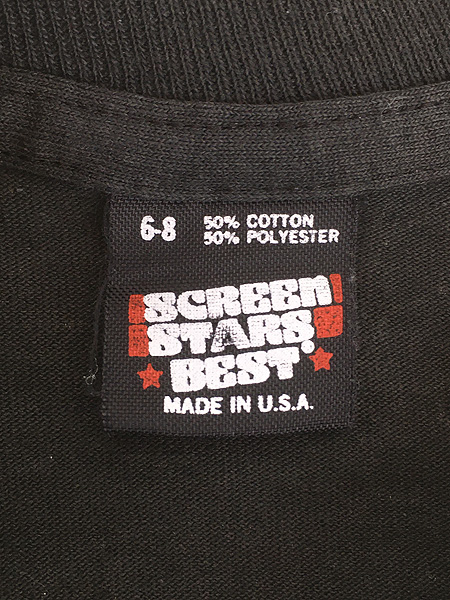 6-8 50% COTTON
50% POLYESTER
SCREEN
STARS
BEST
MADE IN U.S.A.